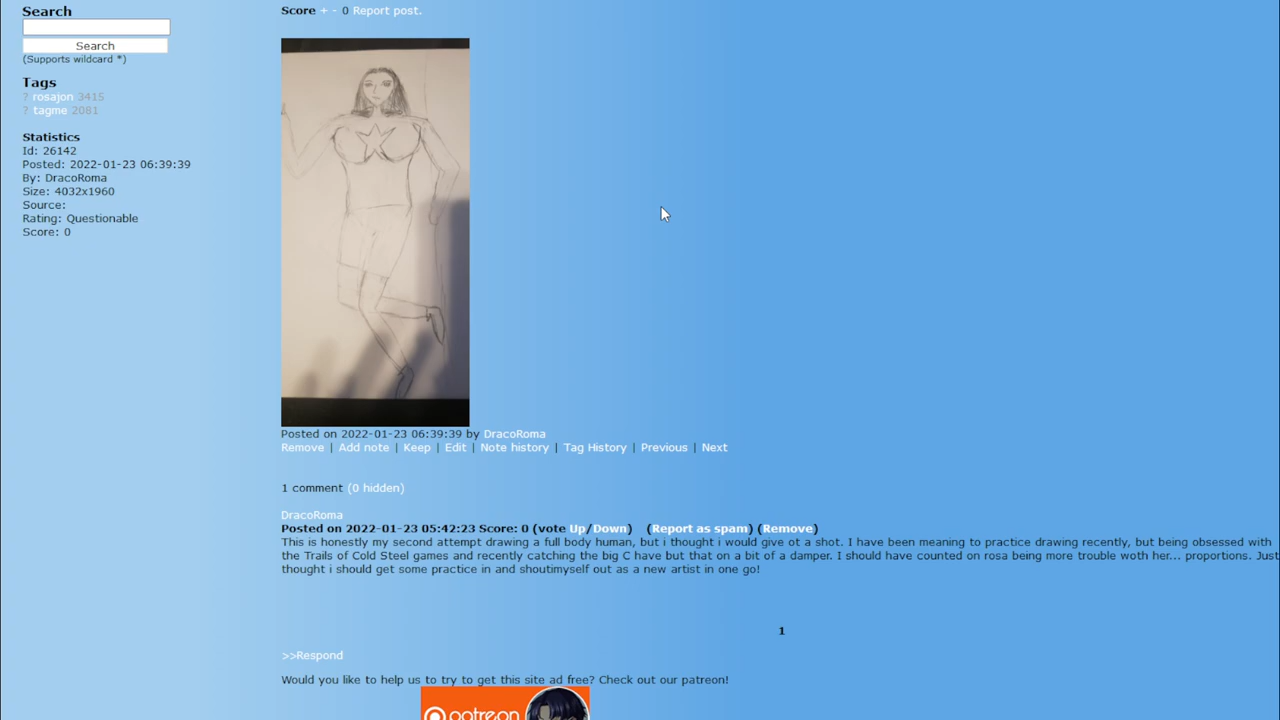 Search
Search
(Supports wildcard *)
Tags
? rosajon 3415
? tagme 2081
Statistics
Id: 26142
Posted: 2022-01-23 06:39:39
By: DracoRoma
Size: 4032x1960
Source:
Rating: Questionable
Score: 0
Score + - 0 Report post.
Posted on 2022-01-23 06:39:39 by DracoRoma
Remove | Add note | Keep | Edit | Note history | Tag History | Previous | Next
1 comment (0 hidden)
DracoRoma
Posted on 2022-01-23 05:42:23 Score: 0 (vote Up/Down) (Report as spam) (Remove)
This is honestly my second attempt drawing a full body human, but i thought i would give ot a shot. I have been meaning to practice drawing recently, but being obsessed with
the Trails of Cold Steel games and recently catching the big C have but that on a bit of a damper. I should have counted on rosa being more trouble woth her... proportions. Just
thought i should get some practice in and shoutimyself out as a new artist in one go!
1
>>Respond
Would you like to help us to try to get this site ad free? Check out our patreon!
patreon